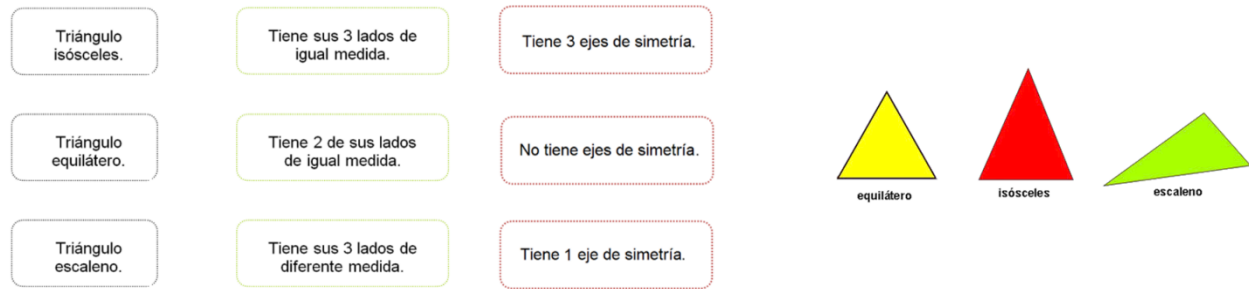 Triángulo
isósceles.
Tiene sus 3 lados de
igual medida.
Tiene 3 ejes de simetría.
Triángulo
equilátero.
Tiene 2 de sus lados
de igual medida.
No tiene ejes de simetría.
Triángulo
escaleno.
Tiene sus 3 lados de
diferente medida.
Tiene 1 eje de simetría.
equilátero
isósceles
escaleno